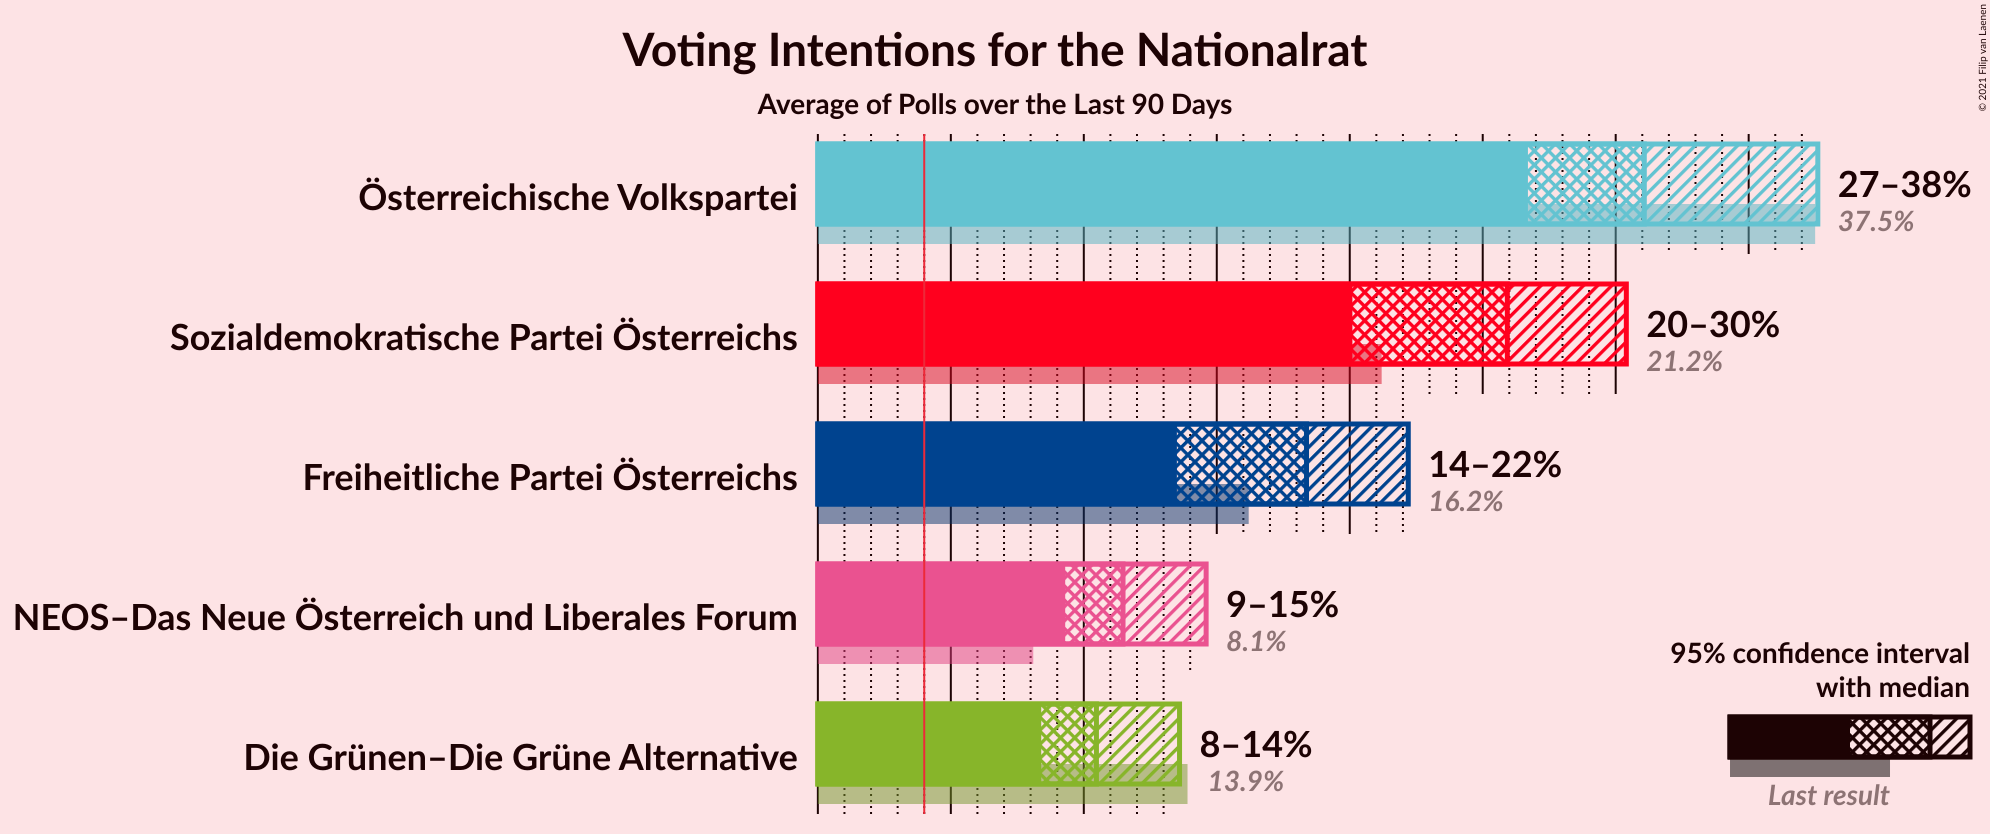 Voting Intentions for the Nationalrat
Average of Polls over the Last 90 Days
© 2021 Filip van Laenen
Österreichische Volkspartei
27–38%
37.5%
Sozialdemokratische Partei Österreichs
20–30%
21.2%
Freiheitliche Partei Österreichs
14–22%
16.2%
NEOS–Das Neue Österreich und Liberales Forum
9–15%
8.1%
Die Grünen–Die Grüne Alternative
8–14%
13.9%
95% confidence interval
with median
Last result